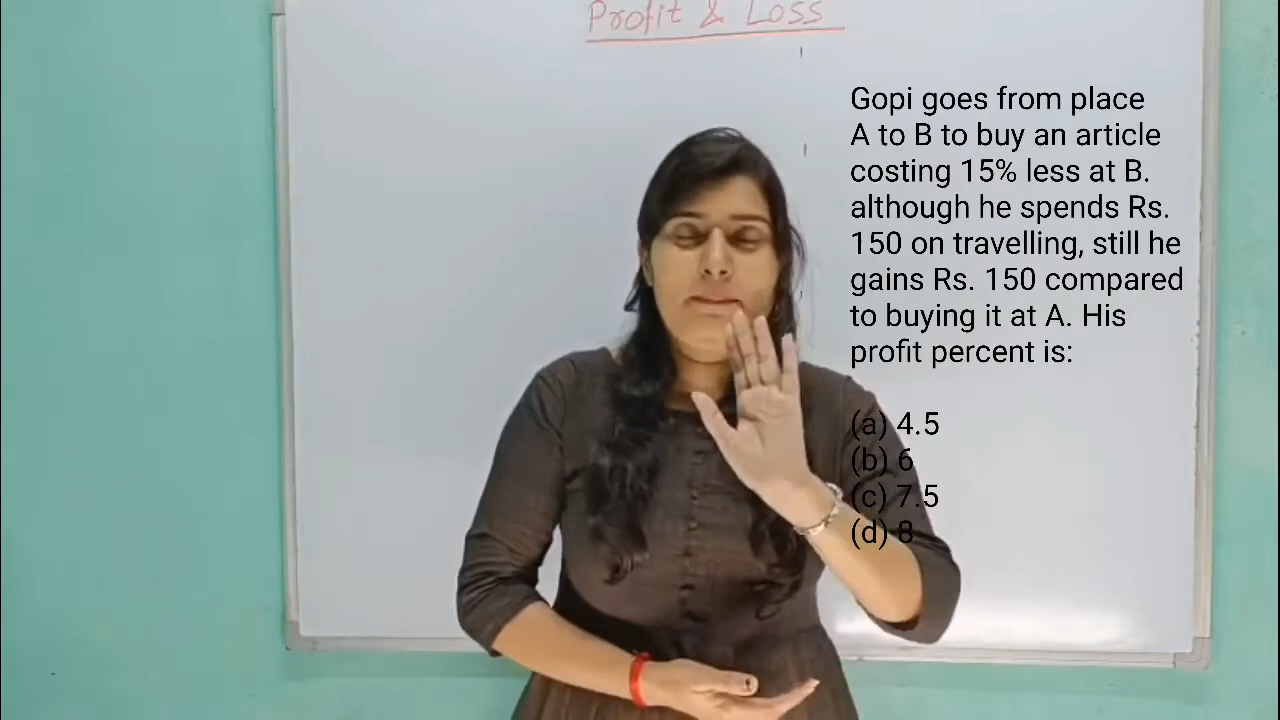 Profit & Loss
Gopi goes from place
A to B to buy an article
costing 15% less at B.
although he spends Rs.
150 on travelling, still he
gains Rs. 150 compared
to buying it at A. His
profit percent is:
(a) 4.5
(b) 6
(c) 7.5
(d) 8